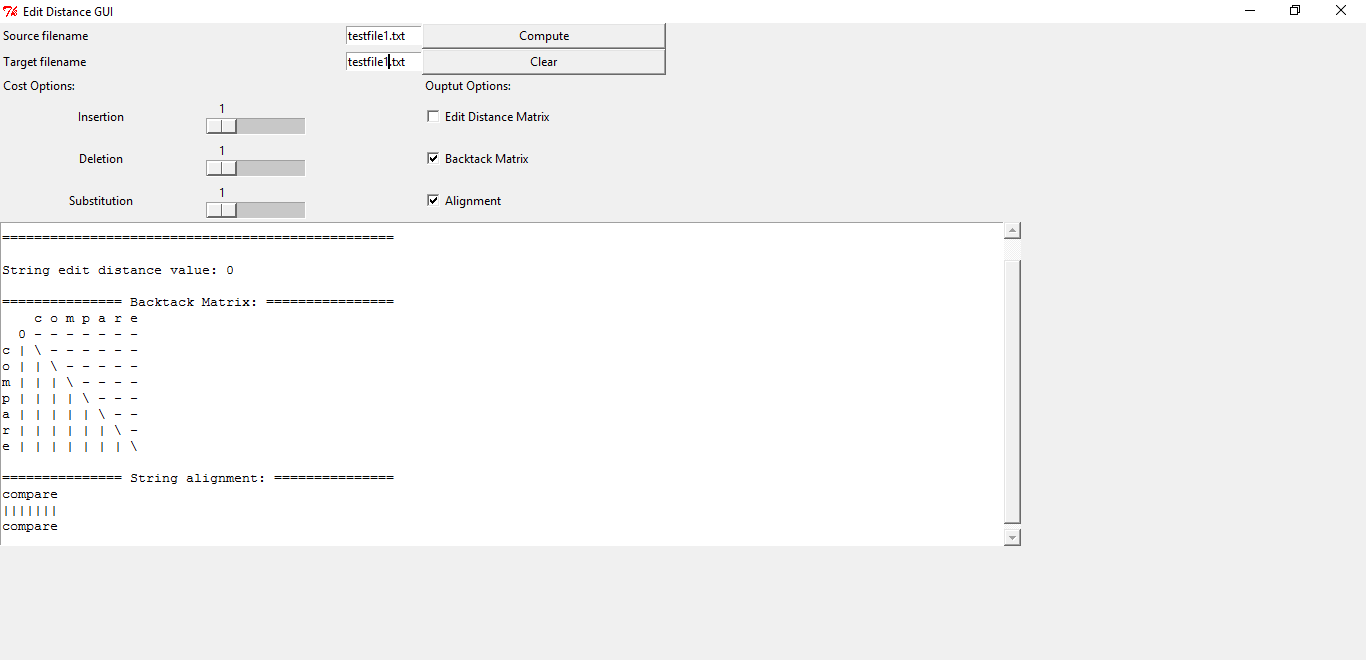 Edit Distance GUI
Source filename testfile1.txt Compute
Target filename testfile1.txt Clear
Cost Options: Ouptut Options:
1
Insertion Edit Distance Matrix
1
Deletion Backtack Matrix
1
Substitution Alignment
=================================================
String edit distance value: 0
=============== Backtack Matrix: ================
    c o m p a r e
  0 - - - - - - -
c | \ - - - - - -
o | | \ - - - - -
m | | | \ - - - -
p | | | | \ - - -
a | | | | | \ - -
r | | | | | | \ -
e | | | | | | | \
=============== String alignment: ===============
compare
|||||||
compare